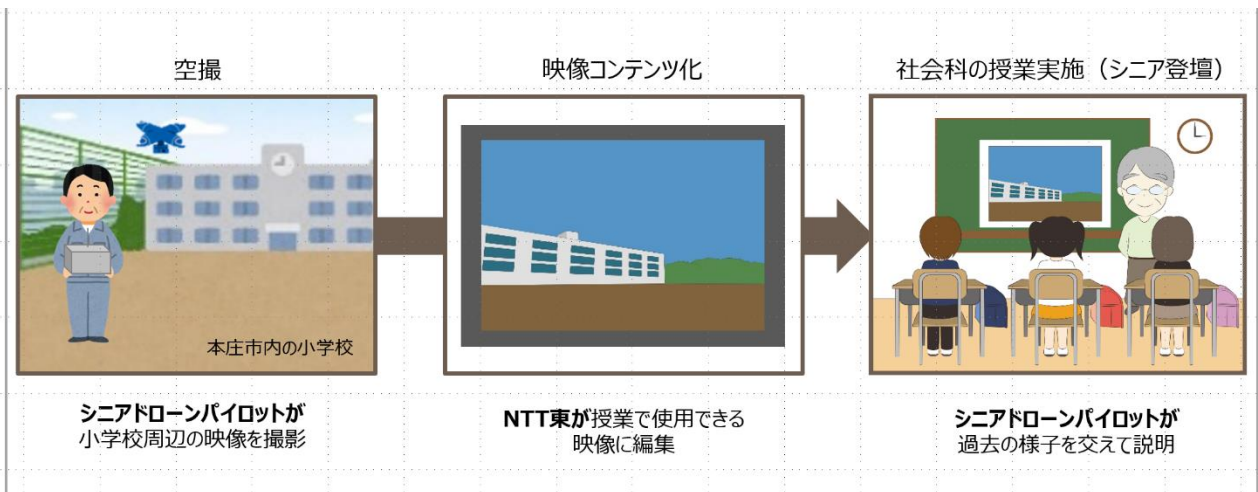 空撮
映像コンテンツ化
社会科の授業実施（シニア登壇）
本庄市内の小学校
シニアドローンパイロットが
小学校周辺の映像を撮影
NTT東が授業で使用できる
映像に編集
シニアドローンパイロットが
過去の様子を交えて説明